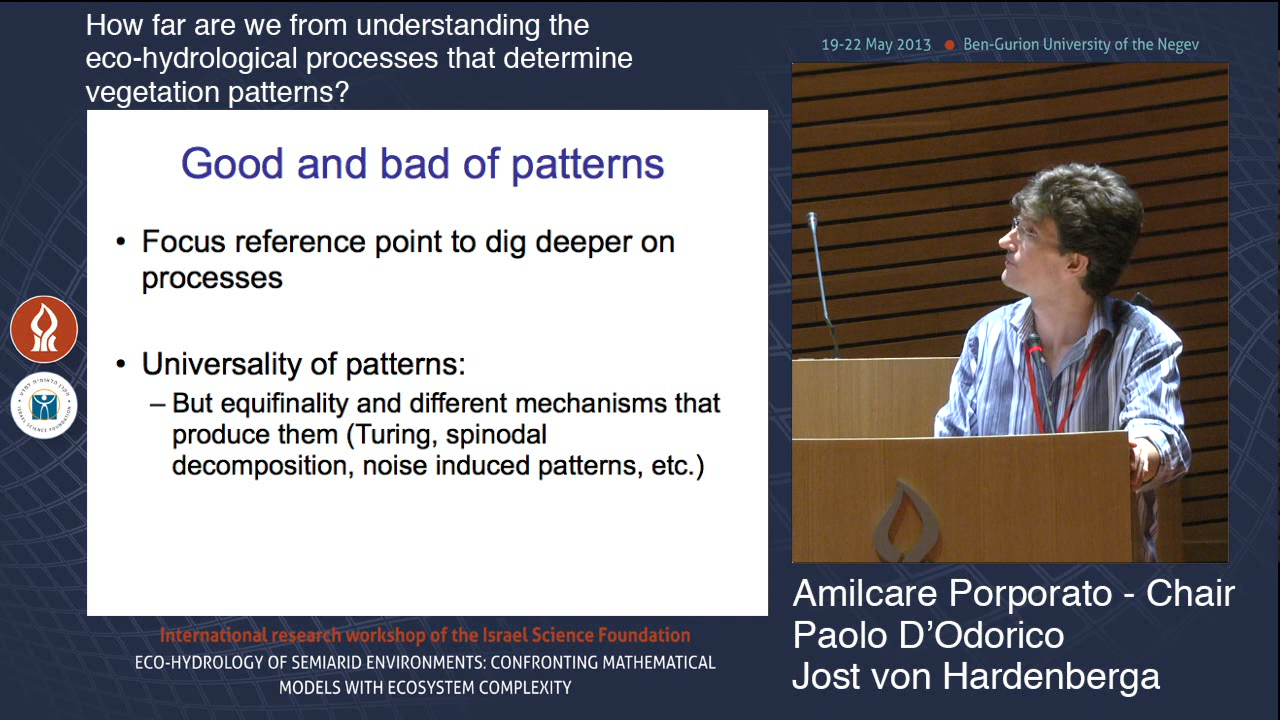 How far are we from understanding the
eco-hydrological processes that determine
vegetation patterns?
19-22 May 2013 ● Ben-Gurion University of the Negev
Good and bad of patterns
• Focus reference point to dig deeper on
processes
• Universality of patterns:
– But equifinality and different mechanisms that
produce them (Turing, spinodal
decomposition, noise induced patterns, etc.)
International research workshop of the Israel Science Foundation
ECO-HYDROLOGY OF SEMIARID ENVIRONMENTS: CONFRONTING MATHEMATICAL
MODELS WITH ECOSYSTEM COMPLEXITY
Amilcare Porporato - Chair
Paolo D’Odorico
Jost von Hardenberga
ISRAEL SCIENCE FOUNDATION